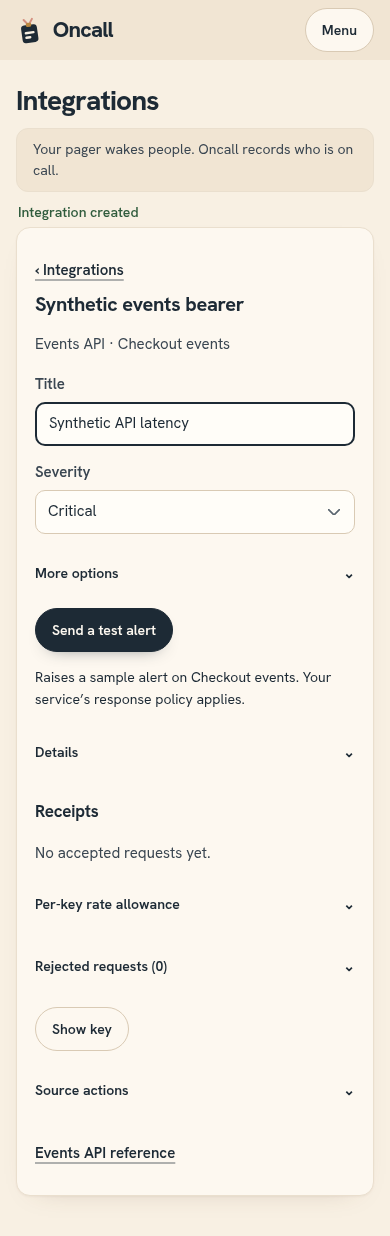 Oncall
Menu
Integrations
Your pager wakes people. Oncall records who is on
call.
Integration created
‹ Integrations
Synthetic events bearer
Events API · Checkout events
Title
Synthetic API latency
Severity
Critical
More options
Send a test alert
Raises a sample alert on Checkout events. Your
service’s response policy applies.
Details
Receipts
No accepted requests yet.
Per-key rate allowance
Rejected requests (0)
Show key
Source actions
Events API reference